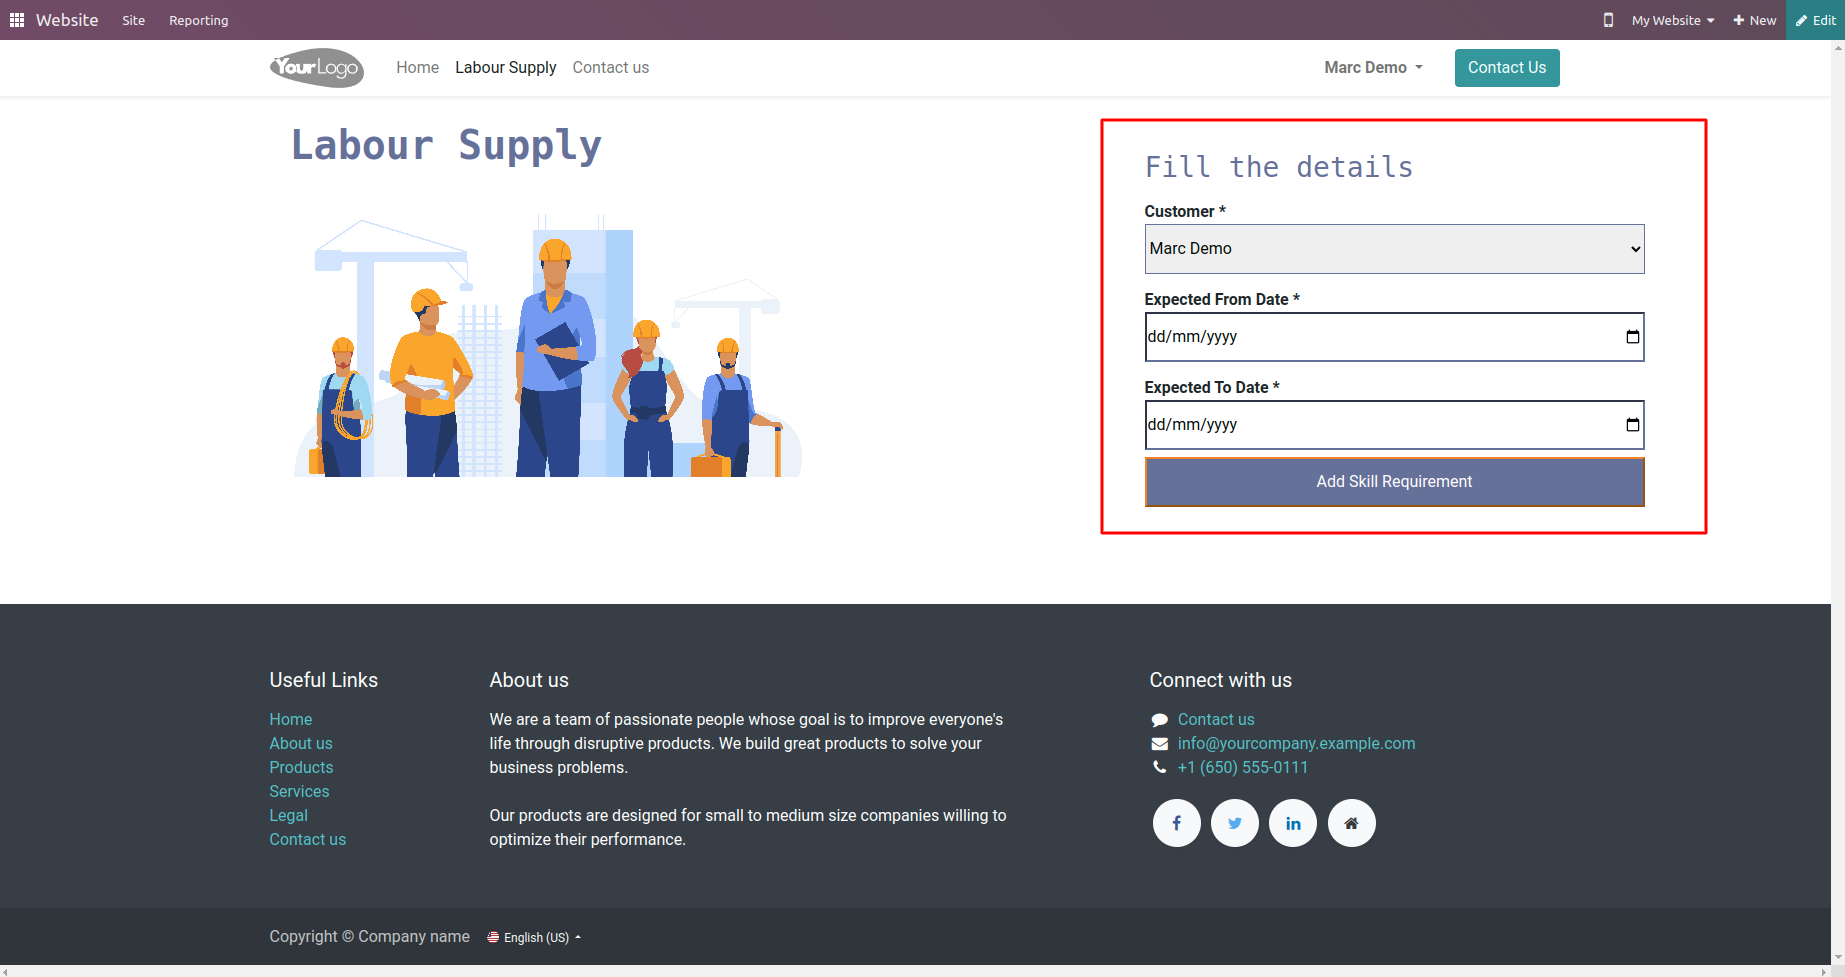 Website Site Reporting My Website New Edit
YourLogo Home Labour Supply Contact us Marc Demo Contact Us
Labour Supply
Fill the details
Customer *
Marc Demo
Expected From Date *
dd/mm/yyyy
Expected To Date *
dd/mm/yyyy
Add Skill Requirement
Useful Links
Home
About us
Products
Services
Legal
Contact us
About us
We are a team of passionate people whose goal is to improve everyone's
life through disruptive products. We build great products to solve your
business problems.
Our products are designed for small to medium size companies willing to
optimize their performance.
Connect with us
Contact us
info@yourcompany.example.com
+1 (650) 555-0111
Copyright © Company name English (US)